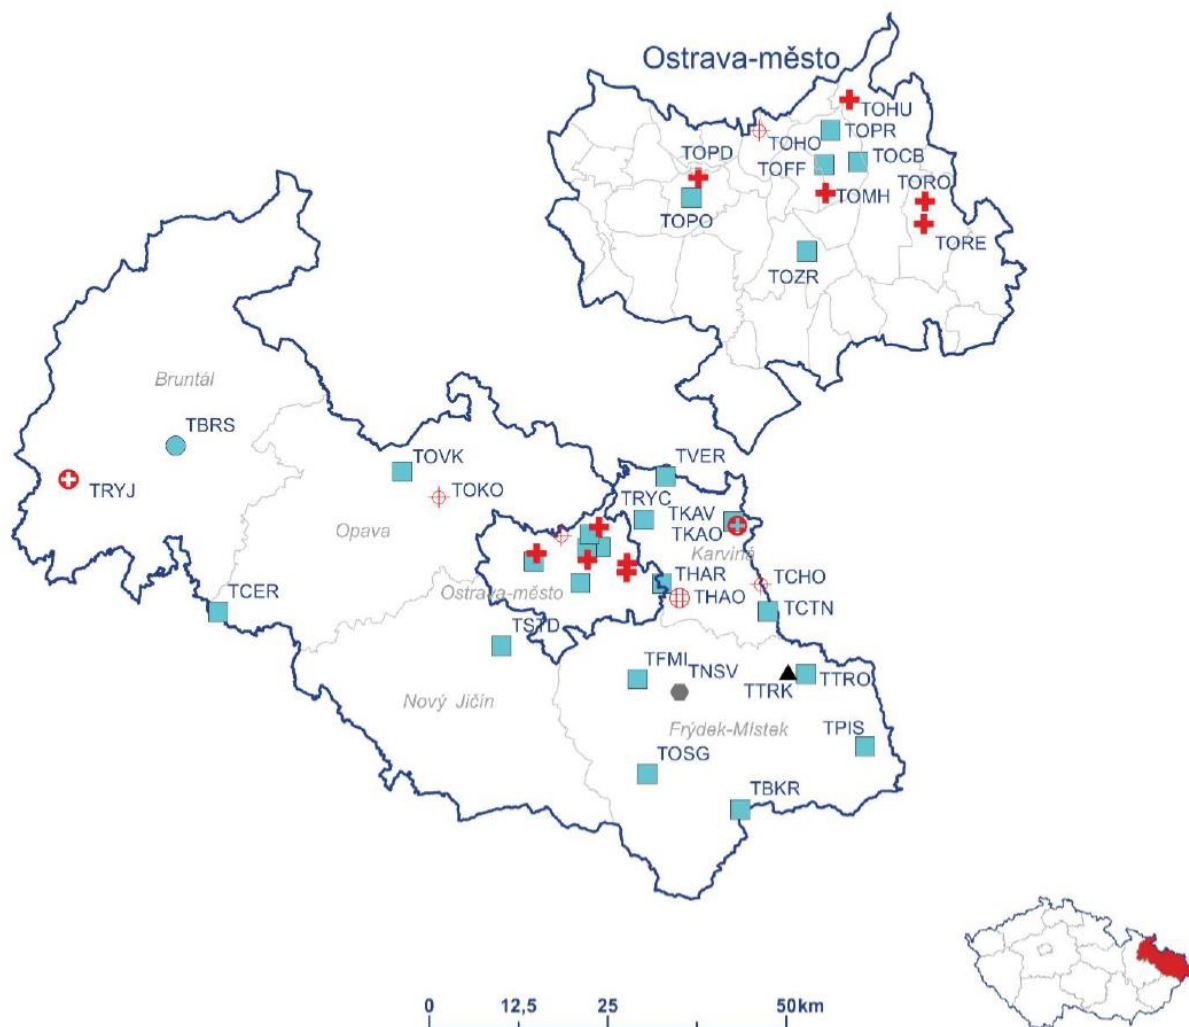 Ostrava-město
TOHU
TOHO
TOPR
TOPD
TOFF
TOCB
TOMH
TORO
TOPO
TORE
TOZR
Bruntál
TBRS
TRYJ
TOVK
TOKO
TVER
TRYC
TKAV
TKAO
Opava
Karviná
THAR
TCHO
THAO
Ostrava-město
TCER
TCTN
TSTD
TFMI
TNSV
TTRK
TTRO
Nový Jičín
Frýdek-Místek
TPIS
TOSG
TBKR
0 12,5 25 50km